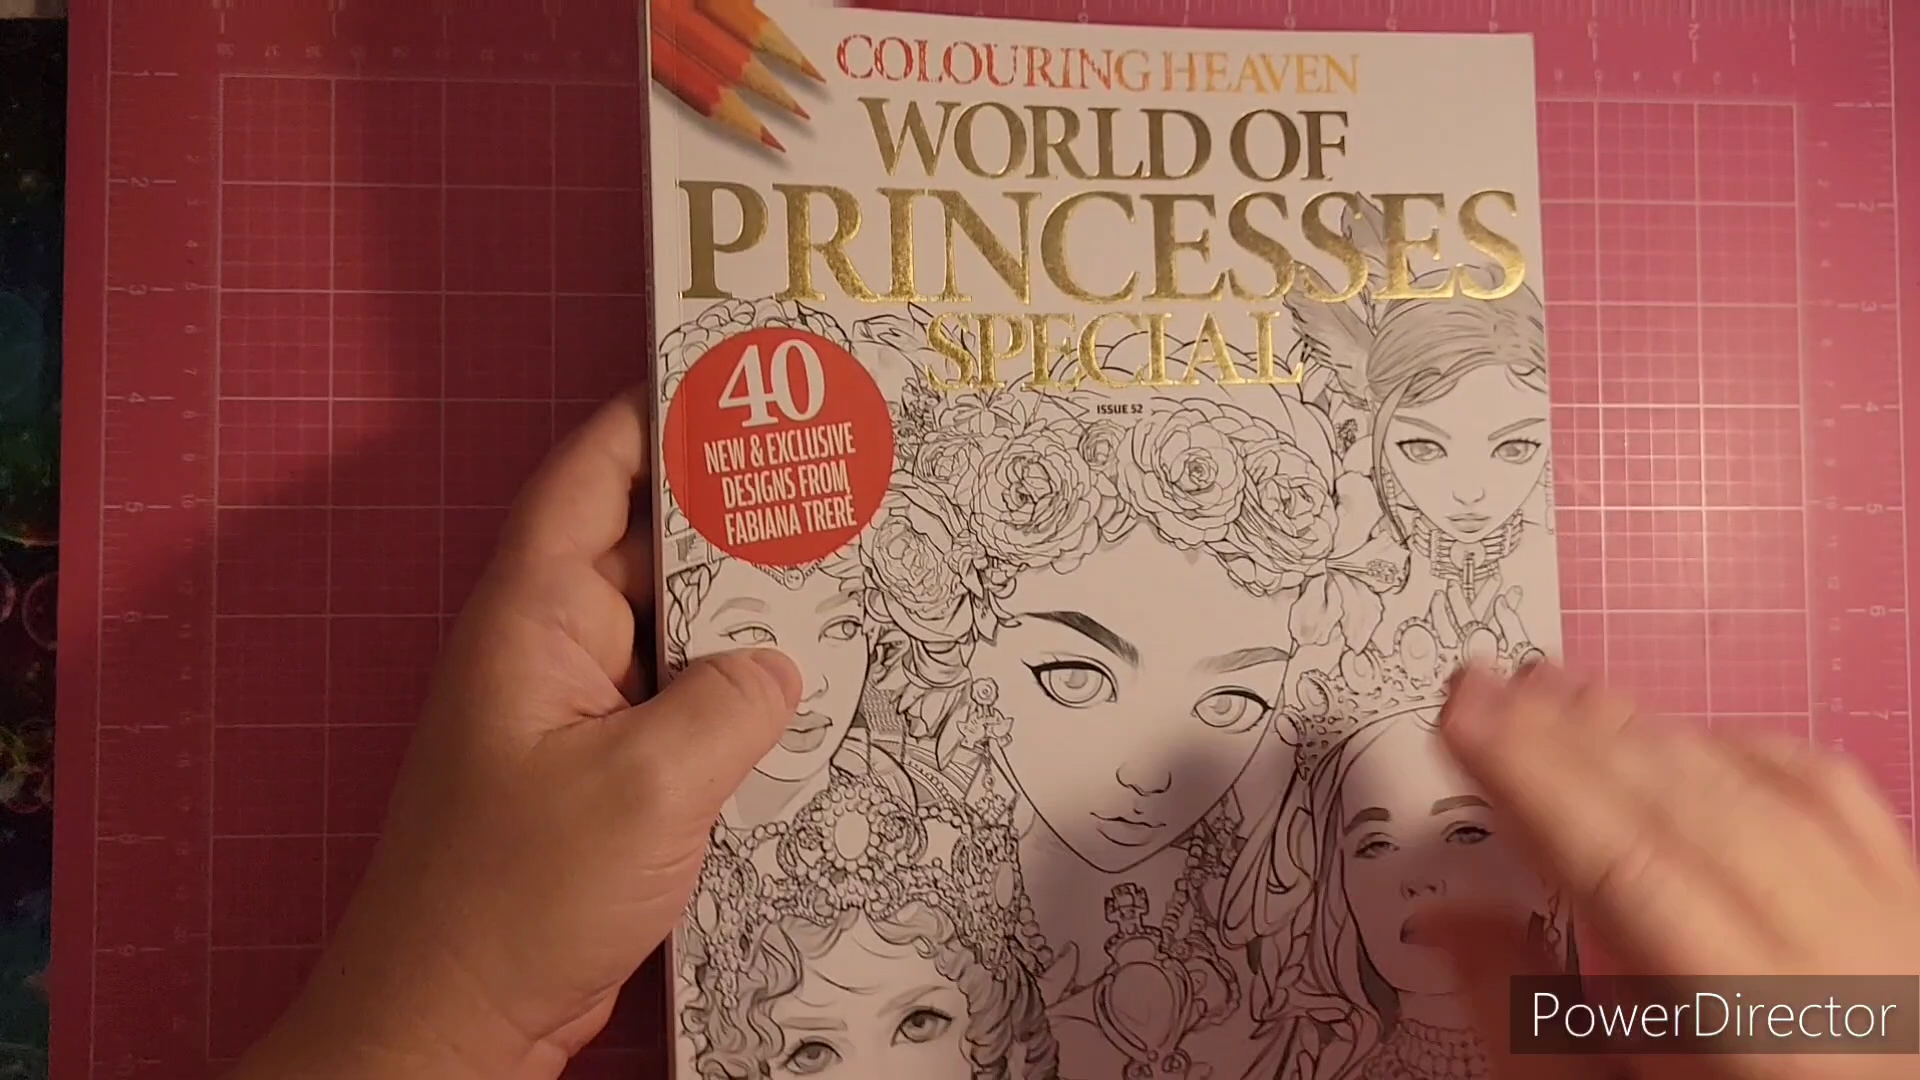 COLOURING HEAVEN
WORLD OF
PRINCESSES
SPECIAL
ISSUE 52
40
NEW & EXCLUSIVE
DESIGNS FROM
FABIANA TRERÉ
PowerDirector